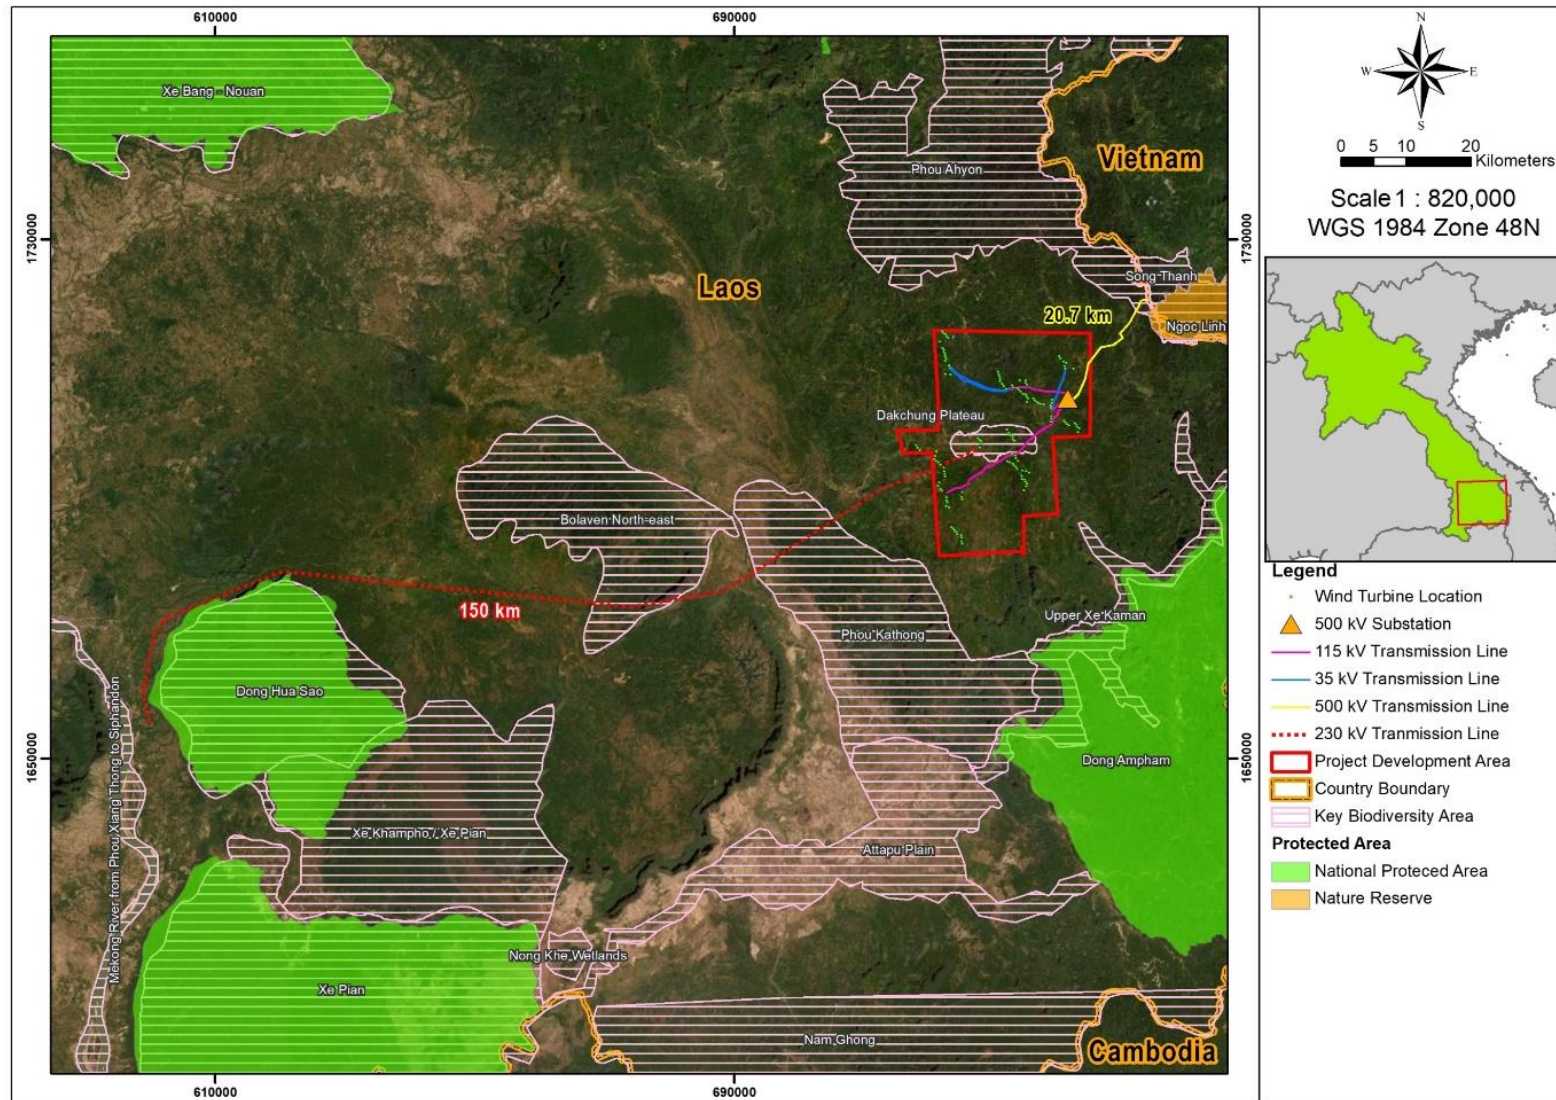 610000
690000
Xe Bang - Nouan
Vietnam
Phou Ahyon
1730000
1730000
Song Thanh
Laos
20.7 km
Ngoc Linh
Dakchung Plateau
Bolaven North-east
150 km
Upper Xe Kaman
Phou Kathong
Dong Hua Sao
Mekong River from Phou Xiang Thong to Siphandon
1650000
1650000
Dong Ampham
Xe Khampho / Xe Pian
Attapu Plain
Nong Khe Wetlands
Xe Pian
Nam Ghong
Cambodia
610000
690000
N
W
E
S
0 5 10 20
Kilometers
Scale 1 : 820,000
WGS 1984 Zone 48N
Legend
Wind Turbine Location
500 kV Substation
115 kV Transmission Line
35 kV Transmission Line
500 kV Transmission Line
230 kV Tranmission Line
Project Development Area
Country Boundary
Key Biodiversity Area
Protected Area
National Proteced Area
Nature Reserve